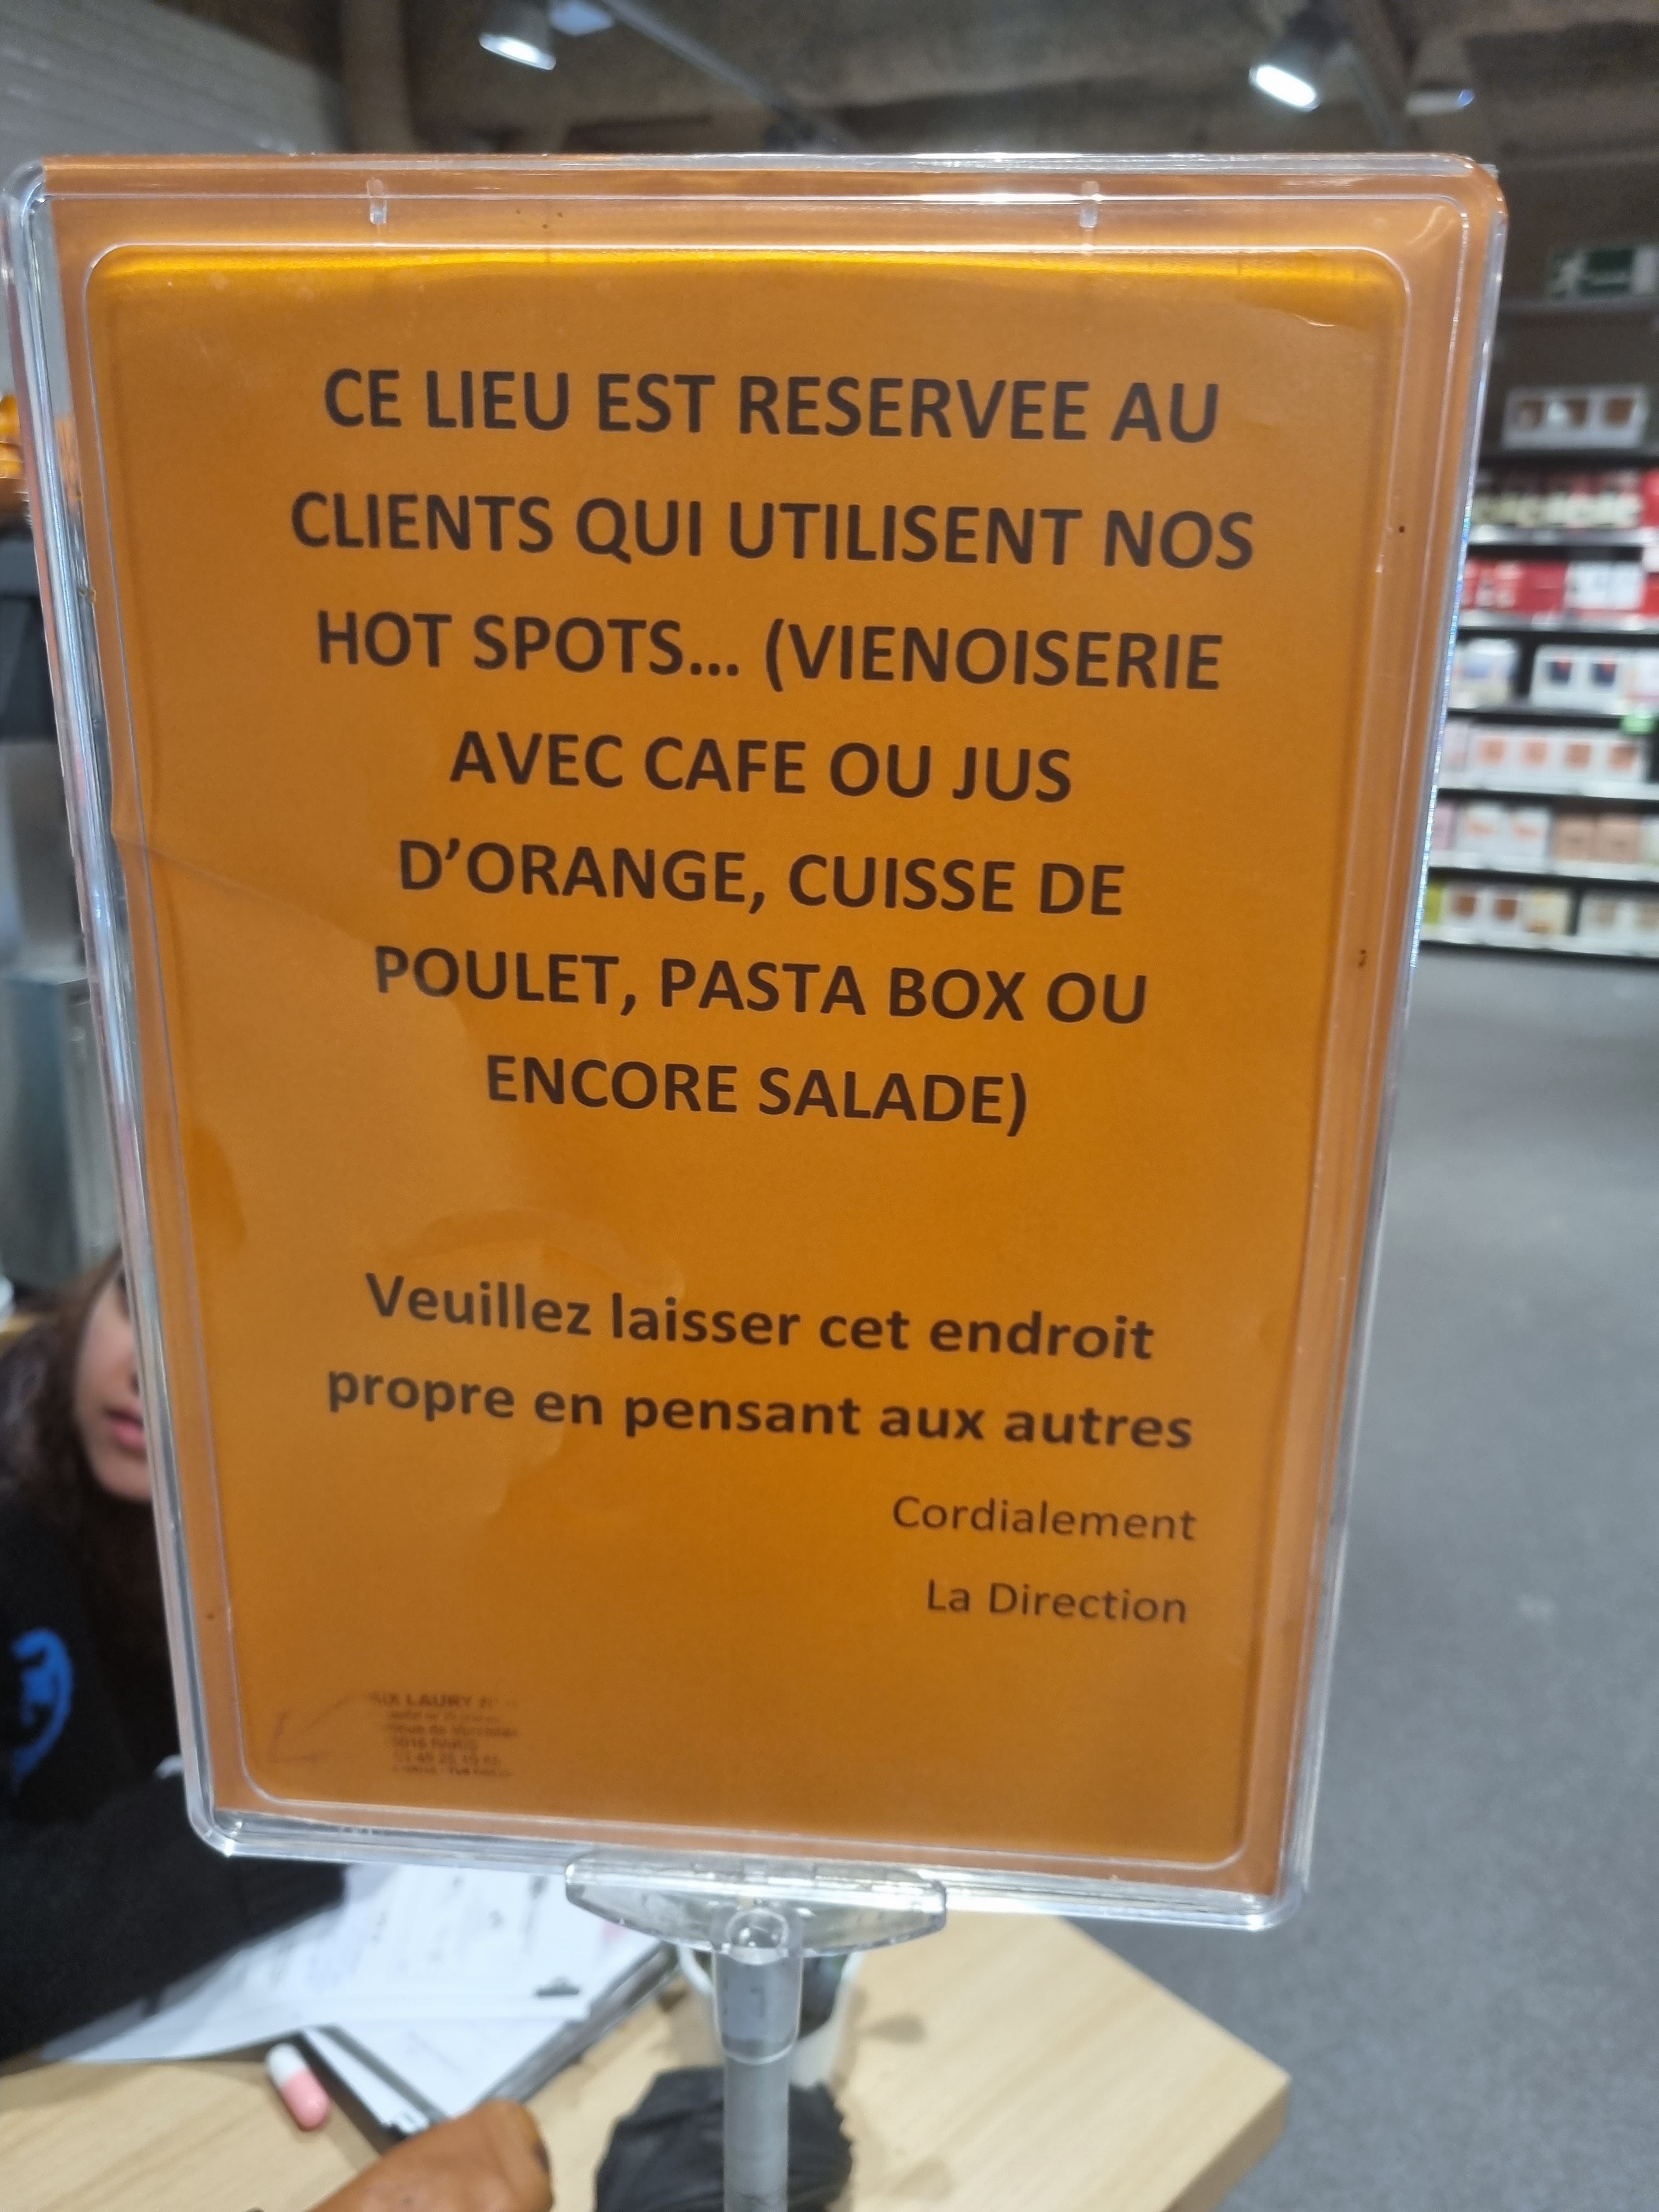 CE LIEU EST RESERVEE AU
CLIENTS QUI UTILISENT NOS
HOT SPOTS... (VIENOISERIE
AVEC CAFE OU JUS
D'ORANGE, CUISSE DE
POULET, PASTA BOX OU
ENCORE SALADE)
Veuillez laisser cet endroit
propre en pensant aux autres
Cordialement
La Direction
LAURY